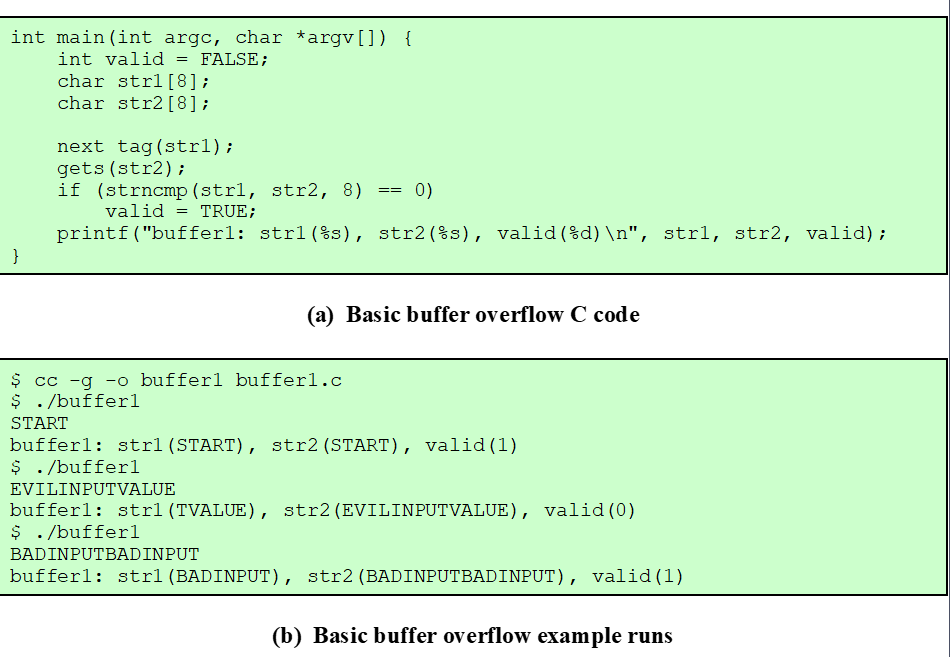 int main(int argc, char *argv[]) {
    int valid = FALSE;
    char str1[8];
    char str2[8];

    next tag(str1);
    gets(str2);
    if (strncmp(str1, str2, 8) == 0)
        valid = TRUE;
    printf("buffer1: str1(%s), str2(%s), valid(%d)\n", str1, str2, valid);
}
(a) Basic buffer overflow C code
$ cc -g -o buffer1 buffer1.c
$ ./buffer1
START
buffer1: str1(START), str2(START), valid(1)
$ ./buffer1
EVILINPUTVALUE
buffer1: str1(TVALUE), str2(EVILINPUTVALUE), valid(0)
$ ./buffer1
BADINPUTBADINPUT
buffer1: str1(BADINPUT), str2(BADINPUTBADINPUT), valid(1)
(b) Basic buffer overflow example runs